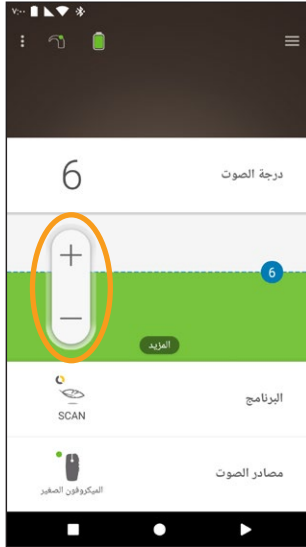 ٧:٠٠
درجة الصوت
6
6
المزيد
البرنامج
SCAN
مصادر الصوت
الميكروفون الصغير